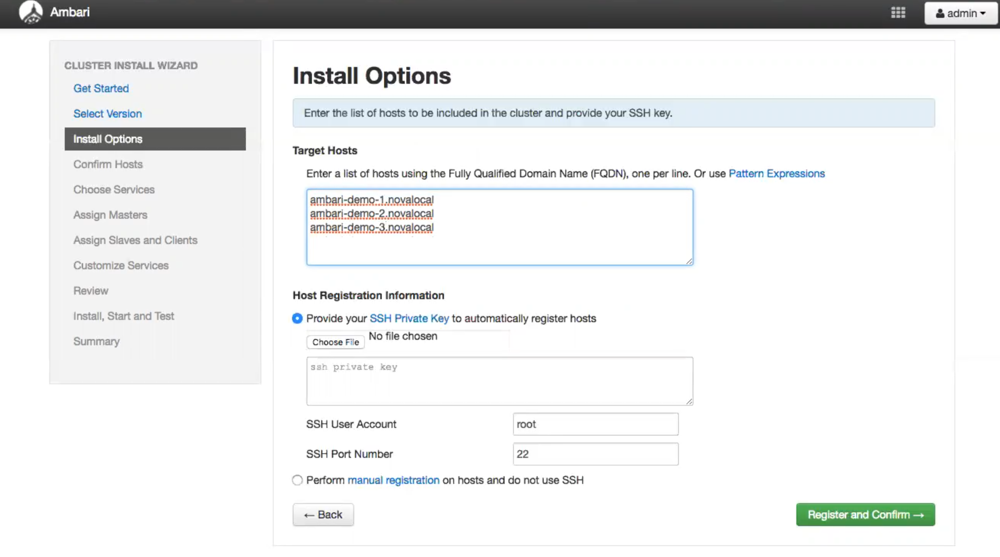 Ambari
admin
CLUSTER INSTALL WIZARD
Get Started
Select Version
Install Options
Confirm Hosts
Choose Services
Assign Masters
Assign Slaves and Clients
Customize Services
Review
Install, Start and Test
Summary
Install Options
Enter the list of hosts to be included in the cluster and provide your SSH key.
Target Hosts
Enter a list of hosts using the Fully Qualified Domain Name (FQDN), one per line. Or use Pattern Expressions
ambari-demo-1.novalocal
ambari-demo-2.novalocal
ambari-demo-3.novalocal
Host Registration Information
Provide your SSH Private Key to automatically register hosts
Choose File No file chosen
ssh private key
SSH User Account root
SSH Port Number 22
Perform manual registration on hosts and do not use SSH
← Back
Register and Confirm →